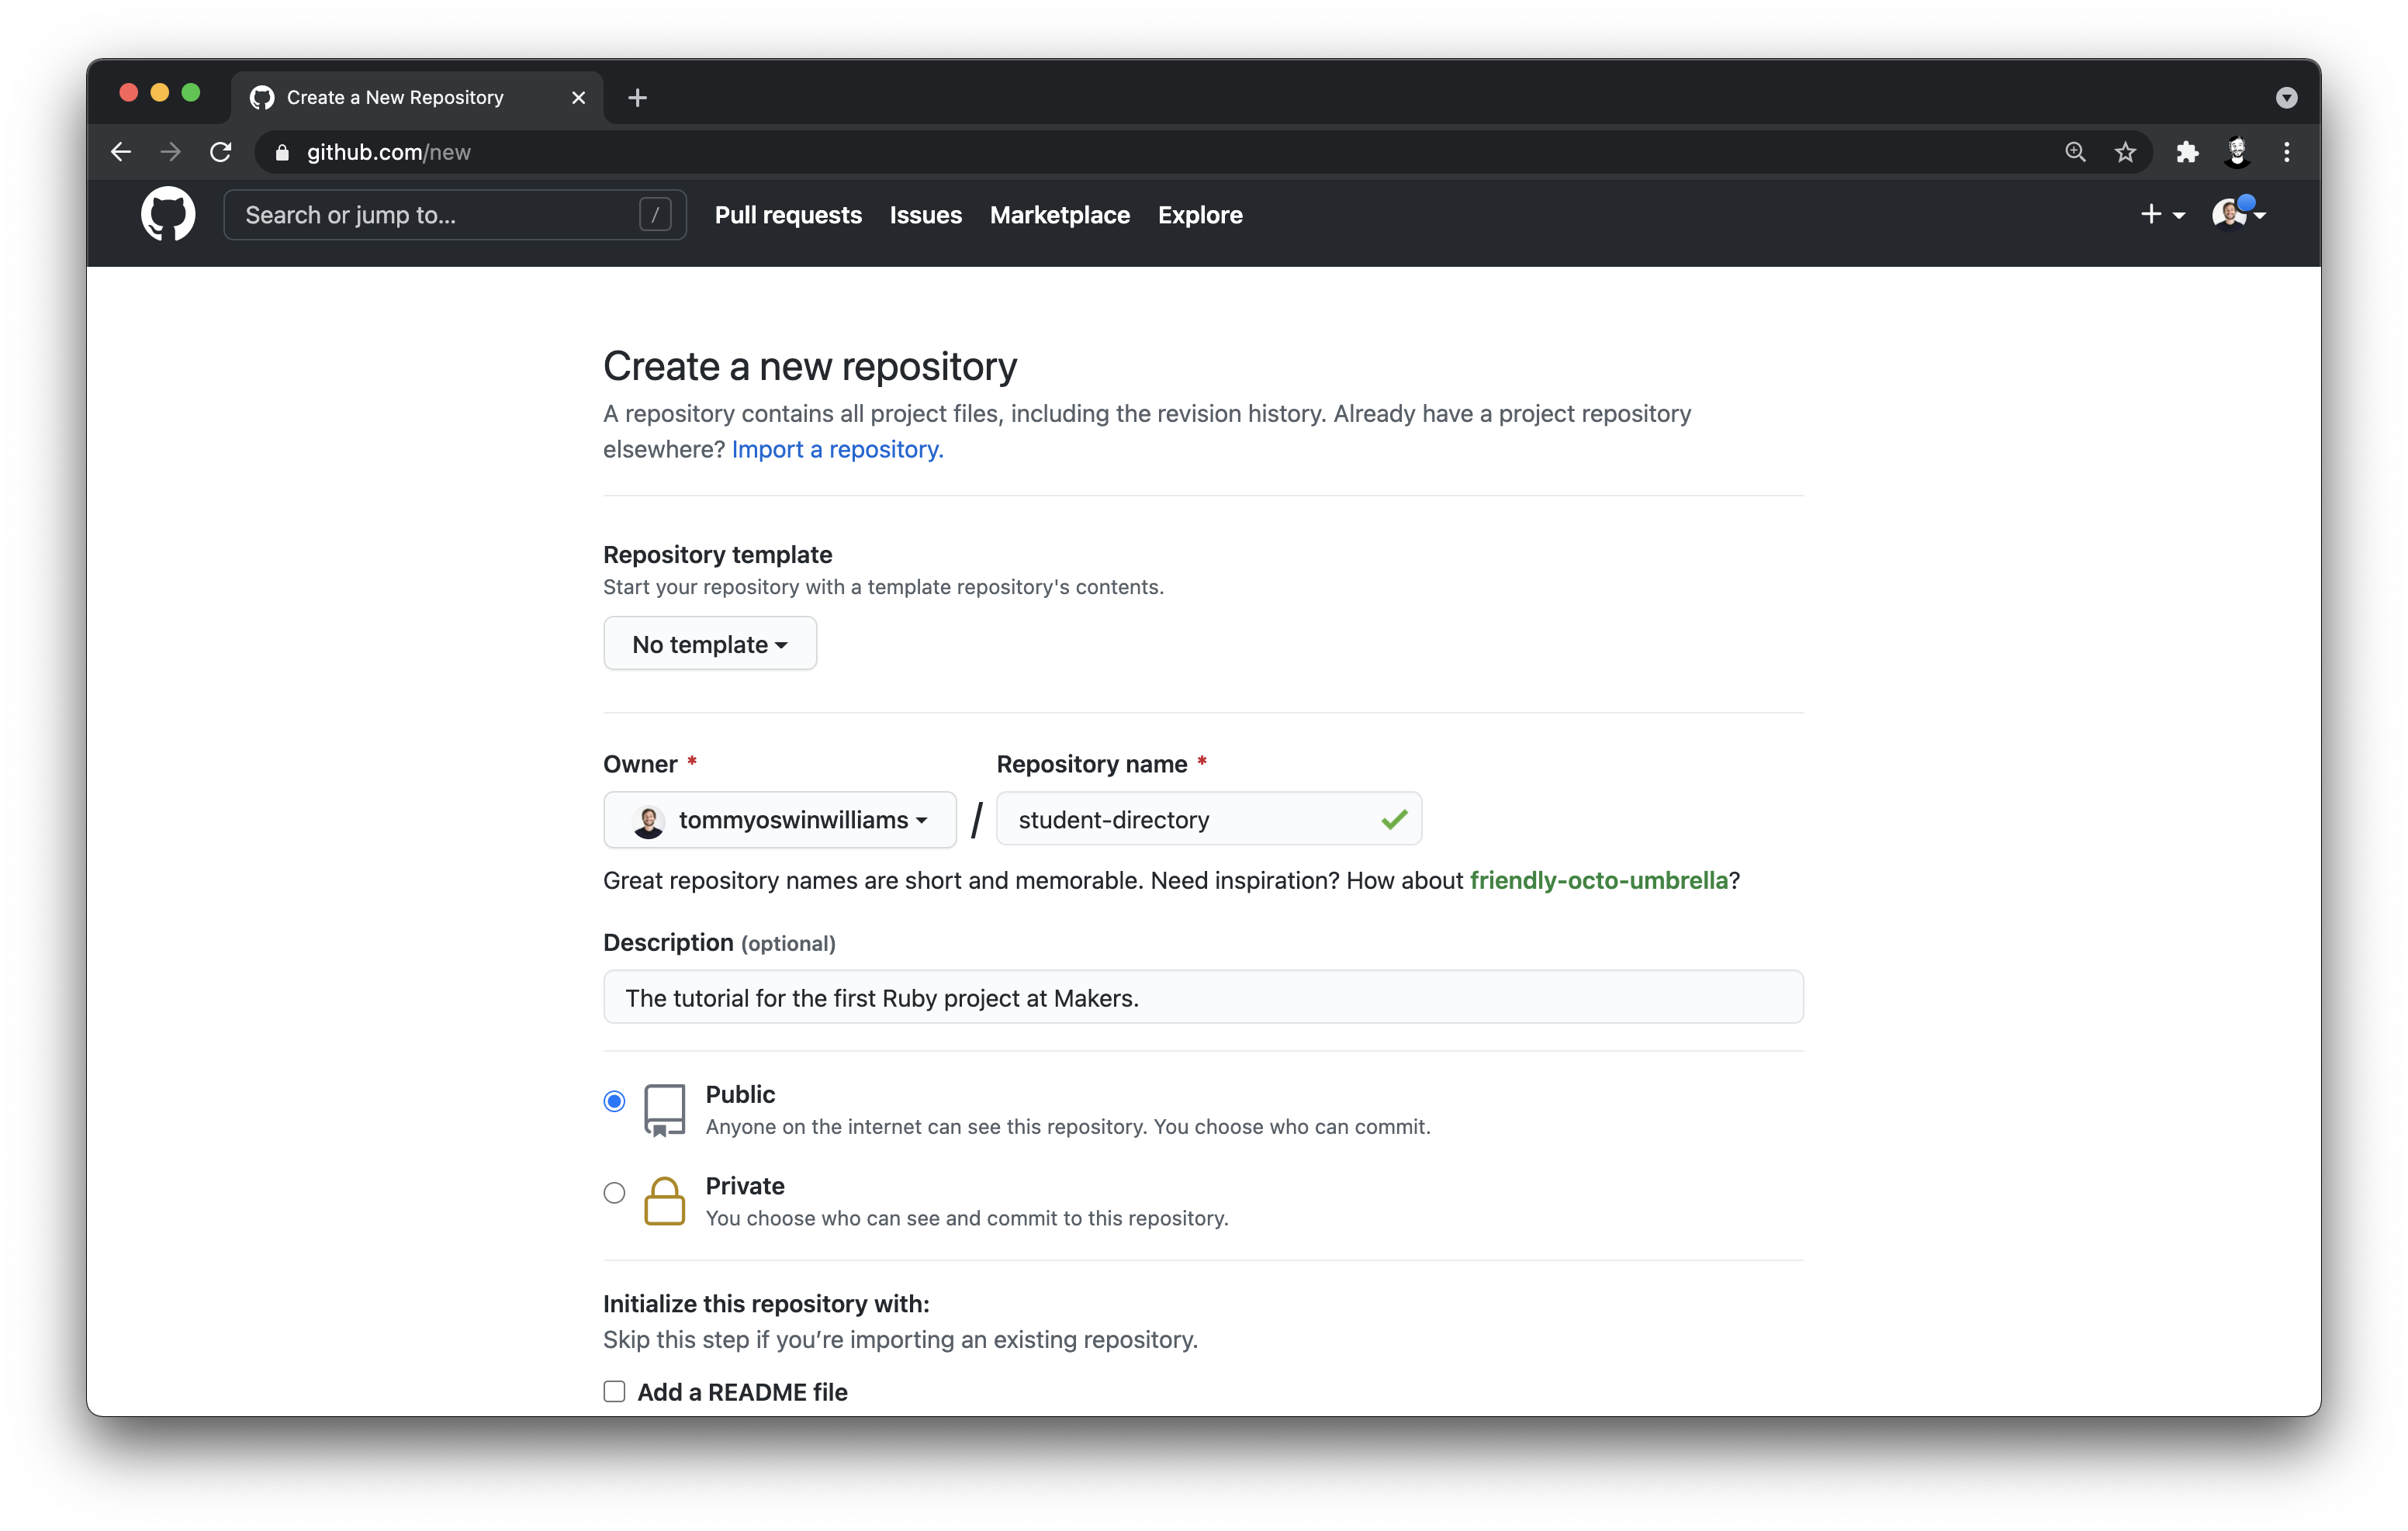 Create a New Repository
github.com/new
Search or jump to... /
Pull requests Issues Marketplace Explore
Create a new repository
A repository contains all project files, including the revision history. Already have a project repository
elsewhere? Import a repository.
Repository template
Start your repository with a template repository's contents.
No template
Owner * Repository name *
tommyoswinwilliams / student-directory
Great repository names are short and memorable. Need inspiration? How about friendly-octo-umbrella?
Description (optional)
The tutorial for the first Ruby project at Makers.
Public
Anyone on the internet can see this repository. You choose who can commit.
Private
You choose who can see and commit to this repository.
Initialize this repository with:
Skip this step if you’re importing an existing repository.
Add a README file